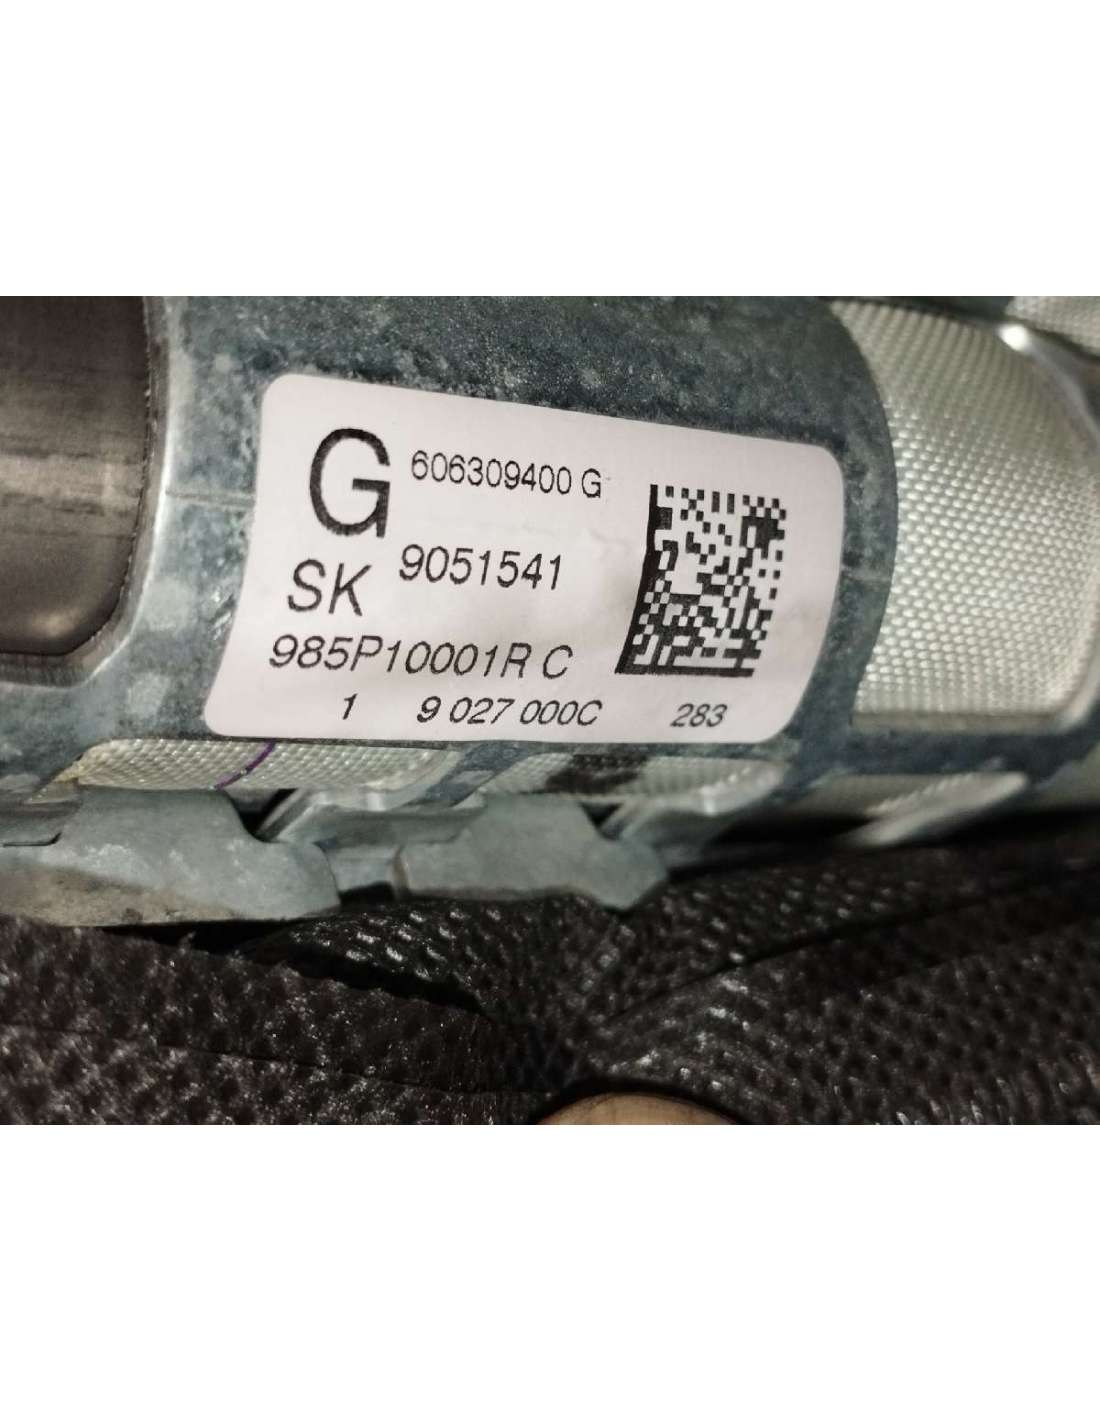 G 606309400 G
SK 9051541
985P10001R C
1 9 027 000C 283